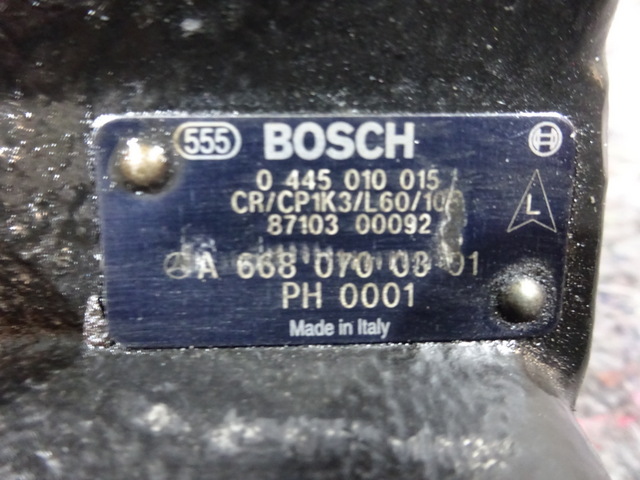 555 BOSCH
0 445 010 015
CR/CP1K3/L60/10
L
87103 00092
A 668 070 03 01
PH 0001
Made in Italy